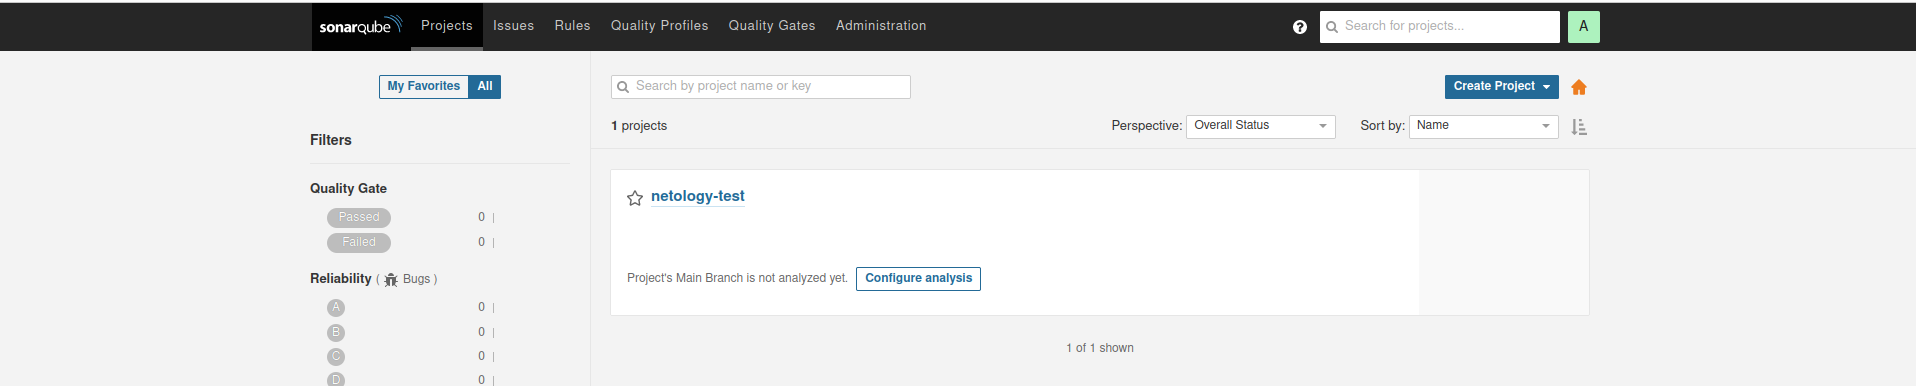 sonarqube Projects Issues Rules Quality Profiles Quality Gates Administration ? Search for projects... A
My Favorites All
Filters
Quality Gate
Passed 0
Failed 0
Reliability ( Bugs )
A 0
B 0
C 0
D 0
Search by project name or key Create Project
1 projects Perspective: Overall Status Sort by: Name
netology-test
Project's Main Branch is not analyzed yet. Configure analysis
1 of 1 shown